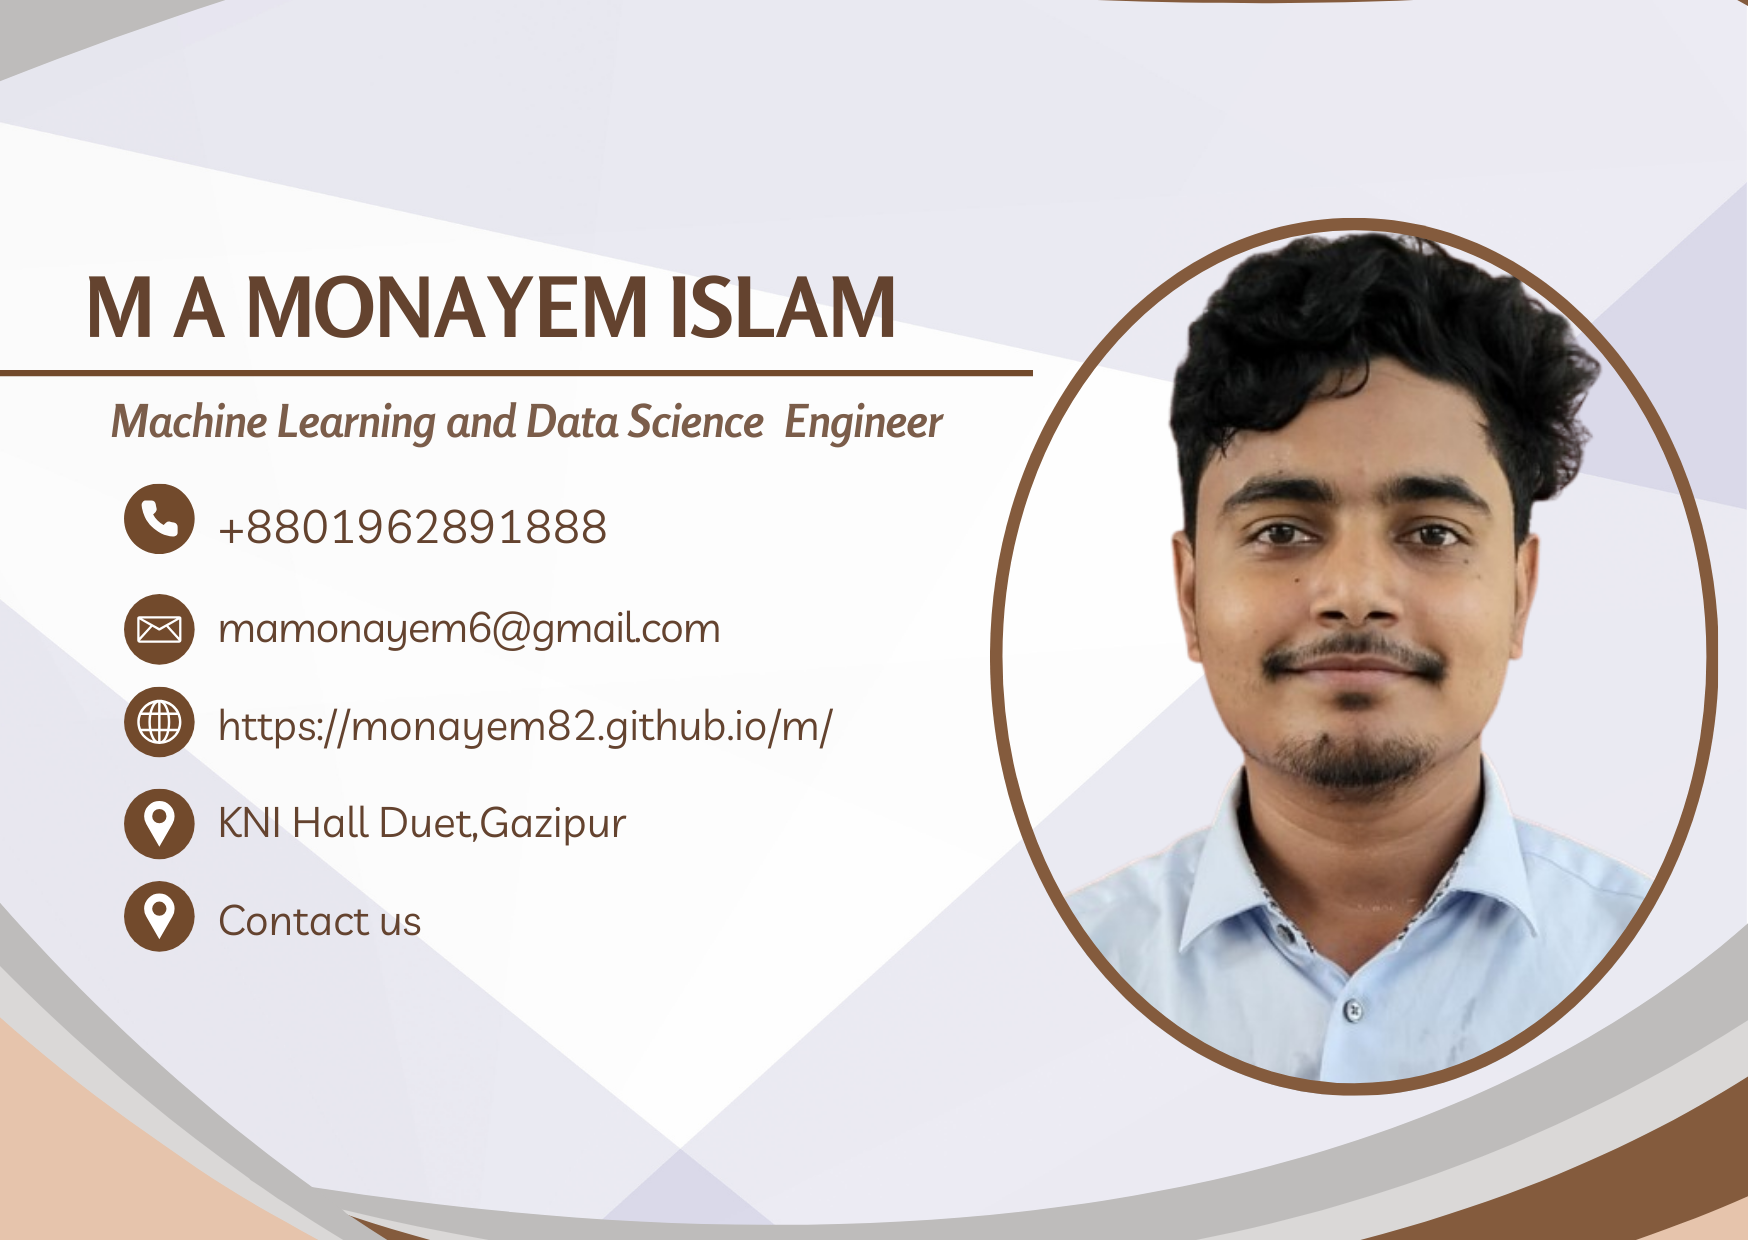 M A MONAYEM ISLAM
Machine Learning and Data Science Engineer
+8801962891888
mamonayem6@gmail.com
https://monayem82.github.io/m/
KNI Hall Duet,Gazipur
Contact us